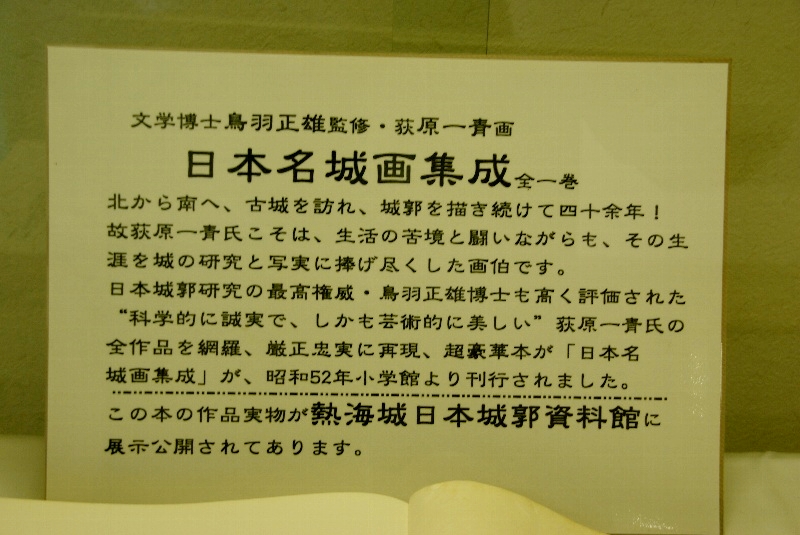 文学博士鳥羽正雄監修・荻原一青画
日本名城画集成全一巻
北から南へ、古城を訪れ、城郭を描き続けて四十余年！
故荻原一青氏こそは、生活の苦境と闘いながらも、その生
涯を城の研究と写実に捧げ尽くした画伯です。
日本城郭研究の最高権威・鳥羽正雄博士も高く評価された
“科学的に誠実で、しかも芸術的に美しい”荻原一青氏の
全作品を網羅、厳正忠実に再現、超豪華本が「日本名
城画集成」が、昭和52年小学館より刊行されました。
この本の作品実物が熱海城日本城郭資料館に
展示公開されてあります。